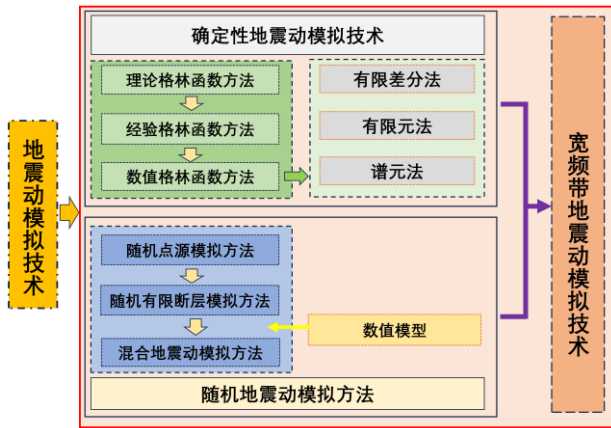 地震动模拟技术
确定性地震动模拟技术
理论格林函数方法
经验格林函数方法
数值格林函数方法
有限差分法
有限元法
谱元法
随机点源模拟方法
随机有限断层模拟方法
混合地震动模拟方法
数值模型
随机地震动模拟方法
宽频带地震动模拟技术